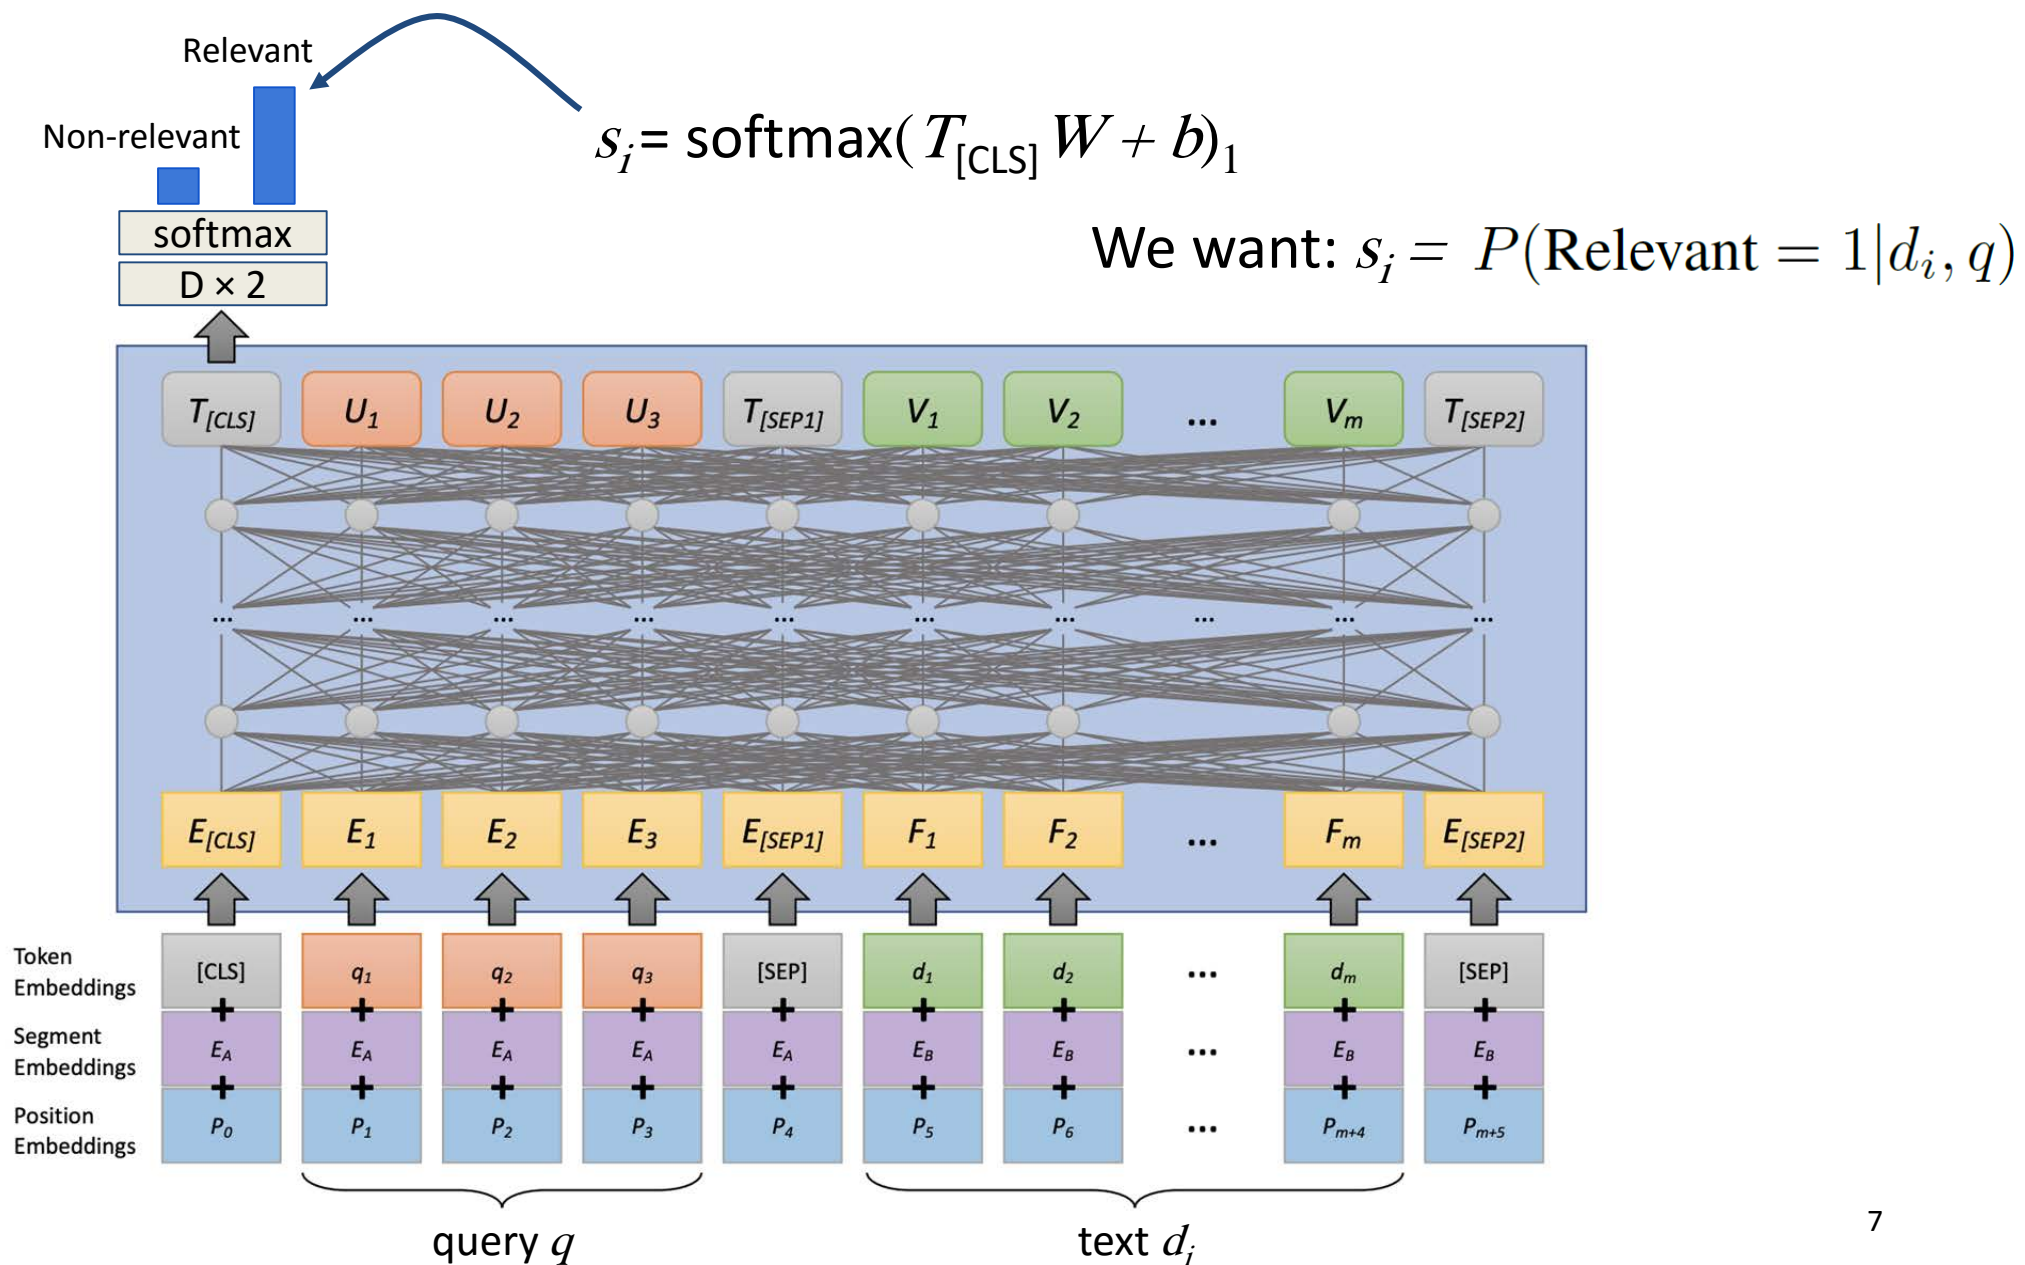 Relevant
Non-relevant
s_i = softmax(T_[CLS] W + b)_1
We want: s_i = P(Relevant = 1|d_i, q)
softmax
D × 2
T_[CLS] U_1 U_2 U_3 T_[SEP1] V_1 V_2 ... V_m T_[SEP2]
... ... ... ... ... ... ... ... ... ...
E_[CLS] E_1 E_2 E_3 E_[SEP1] F_1 F_2 ... F_m E_[SEP2]
Token
Embeddings
[CLS] q_1 q_2 q_3 [SEP] d_1 d_2 ... d_m [SEP]
+ + + + + + + + +
Segment
Embeddings
E_A E_A E_A E_A E_A E_B E_B ... E_B E_B
+ + + + + + + + +
Position
Embeddings
P_0 P_1 P_2 P_3 P_4 P_5 P_6 ... P_m+4 P_m+5
query q
text d_i
7